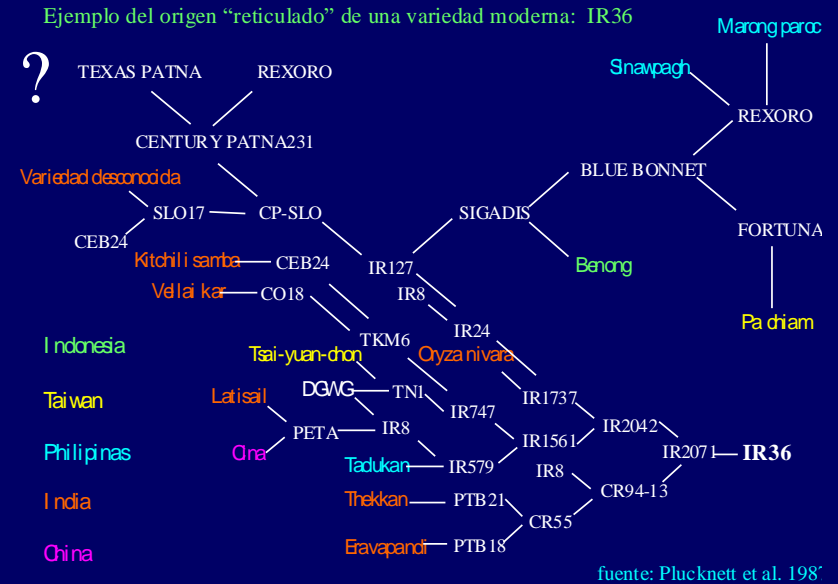 Ejemplo del origen “reticulado” de una variedad moderna: IR36
Marong paroc
?
TEXAS PATNA
REXORO
Sinawpagh
REXORO
CENTURY PATNA231
BLUE BONNET
Variedad desconocida
SLO17
CP-SLO
SIGADIS
FORTUNA
CEB24
Kitchili samba
CEB24
IR127
Benong
Vellai kar
CO18
IR8
Pa chiam
Indonesia
TKM6
IR24
Tsai-yuan-chon
Oryza nivara
Taiwan
Latisail
DGWG
TN1
IR1737
IR747
PETA
IR8
IR2042
Philipinas
Cina
IR1561
IR2071
IR36
Tadukan
IR579
IR8
India
Thekkan
PTB21
CR94-13
CR55
China
Eravapandi
PTB18
fuente: Plucknett et al.